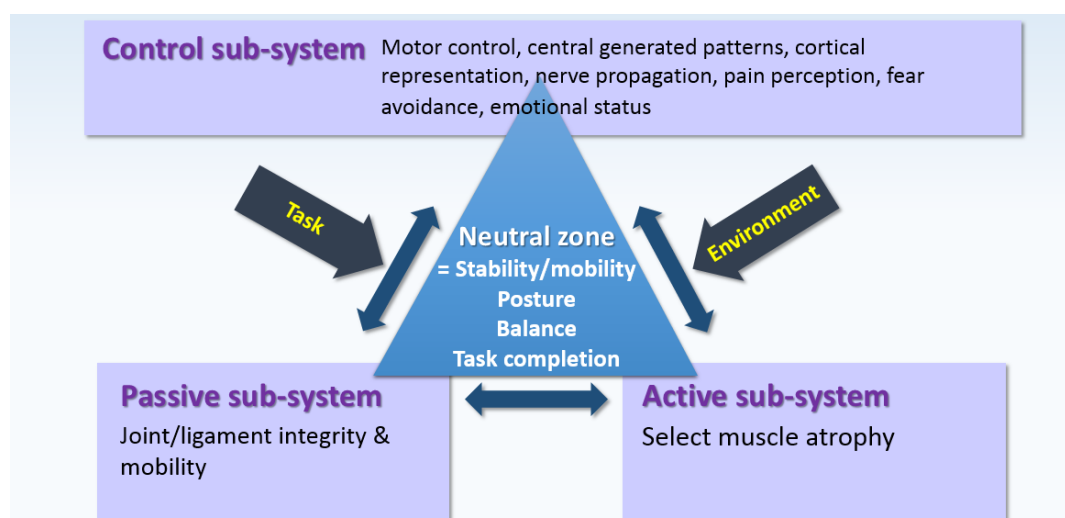 Control sub-system
Motor control, central generated patterns, cortical
representation, nerve propagation, pain perception, fear
avoidance, emotional status
Task
Environment
Neutral zone
= Stability/mobility
Posture
Balance
Task completion
Passive sub-system
Joint/ligament integrity &
mobility
Active sub-system
Select muscle atrophy